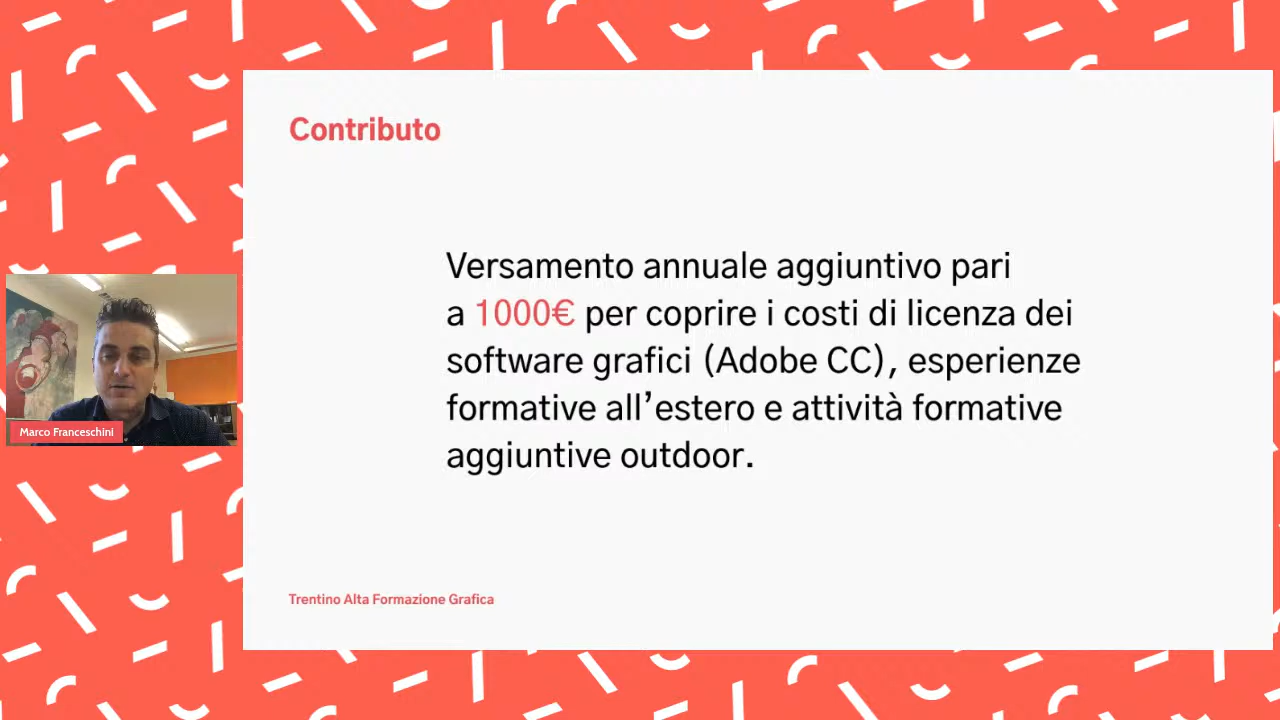 Contributo
Versamento annuale aggiuntivo pari
a 1000€ per coprire i costi di licenza dei
software grafici (Adobe CC), esperienze
formative all’estero e attività formative
aggiuntive outdoor.
Marco Franceschini
Trentino Alta Formazione Grafica